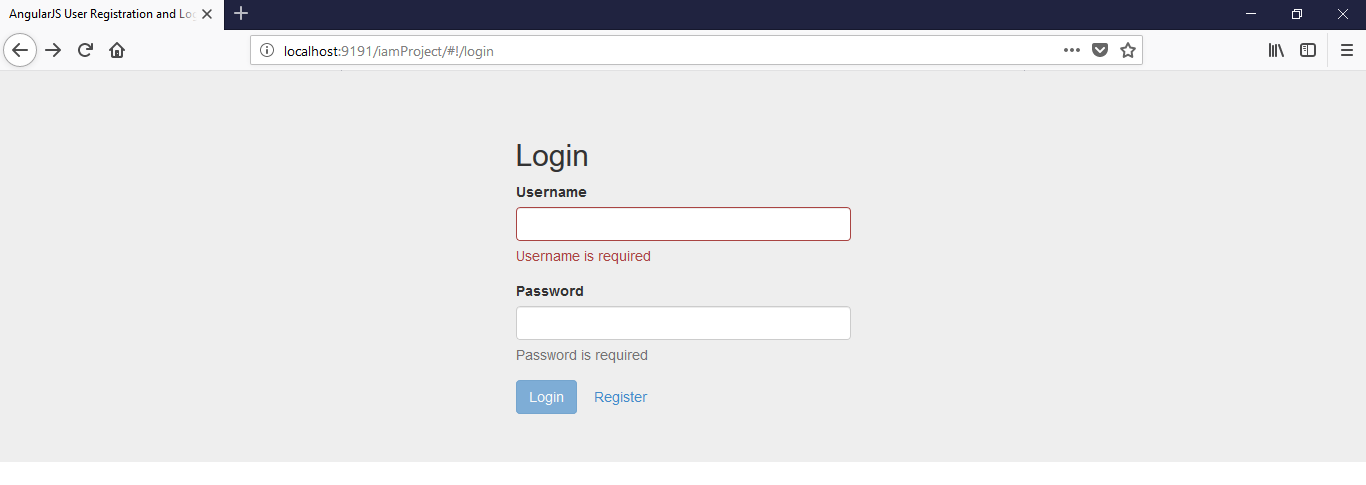 AngularJS User Registration and Lo
localhost:9191/iamProject/#!/login
Login
Username
Username is required
Password
Password is required
Login Register